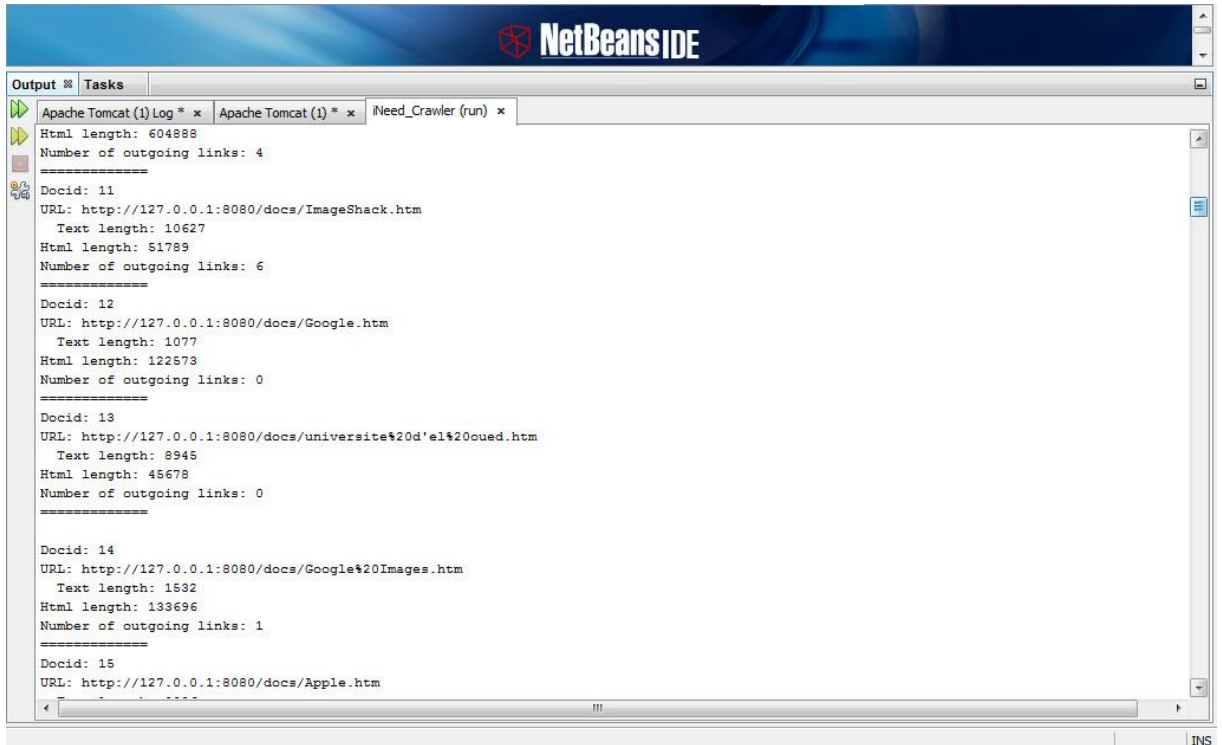 NetBeans IDE
Output Tasks
Apache Tomcat (1) Log * x Apache Tomcat (1) * x iNeed_Crawler (run) x
Html length: 604888
Number of outgoing links: 4
=============
Docid: 11
URL: http://127.0.0.1:8080/docs/ImageShack.htm
Text length: 10627
Html length: 51789
Number of outgoing links: 6
=============
Docid: 12
URL: http://127.0.0.1:8080/docs/Google.htm
Text length: 1077
Html length: 122573
Number of outgoing links: 0
=============
Docid: 13
URL: http://127.0.0.1:8080/docs/universite%20d'el%20oued.htm
Text length: 8945
Html length: 45678
Number of outgoing links: 0
=============
Docid: 14
URL: http://127.0.0.1:8080/docs/Google%20Images.htm
Text length: 1532
Html length: 133696
Number of outgoing links: 1
=============
Docid: 15
URL: http://127.0.0.1:8080/docs/Apple.htm
INS